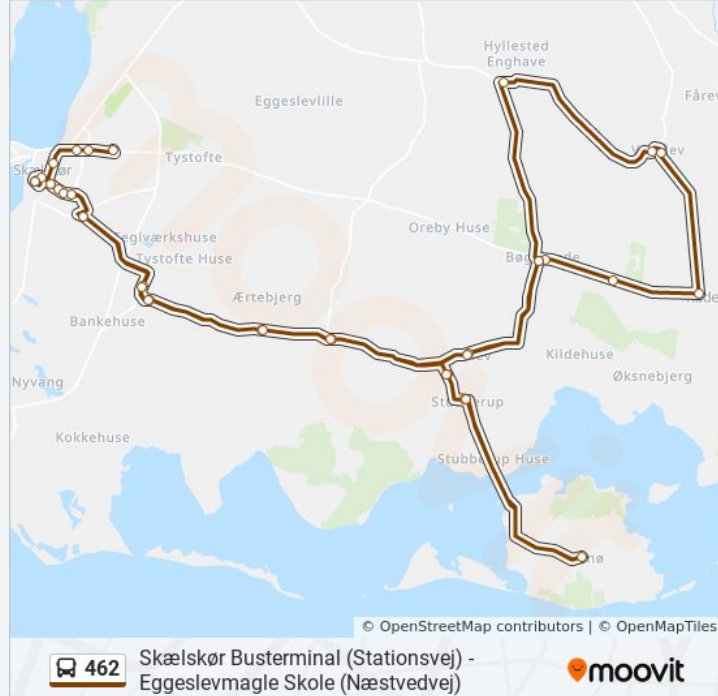 Hyllested
Enghave
Eggeslevlille
Tystofte
Oreby Huse
Teglværkshuse
Tystofte Huse
Ærtebjerg
Bankehuse
Kildehuse
Øksnebjerg
Nyvang
Kokkehuse
Stubberup Huse
© OpenStreetMap contributors | © OpenMapTiles
462
Skælskør Busterminal (Stationsvej) -
Eggeslevmagle Skole (Næstvedvej)
moovit